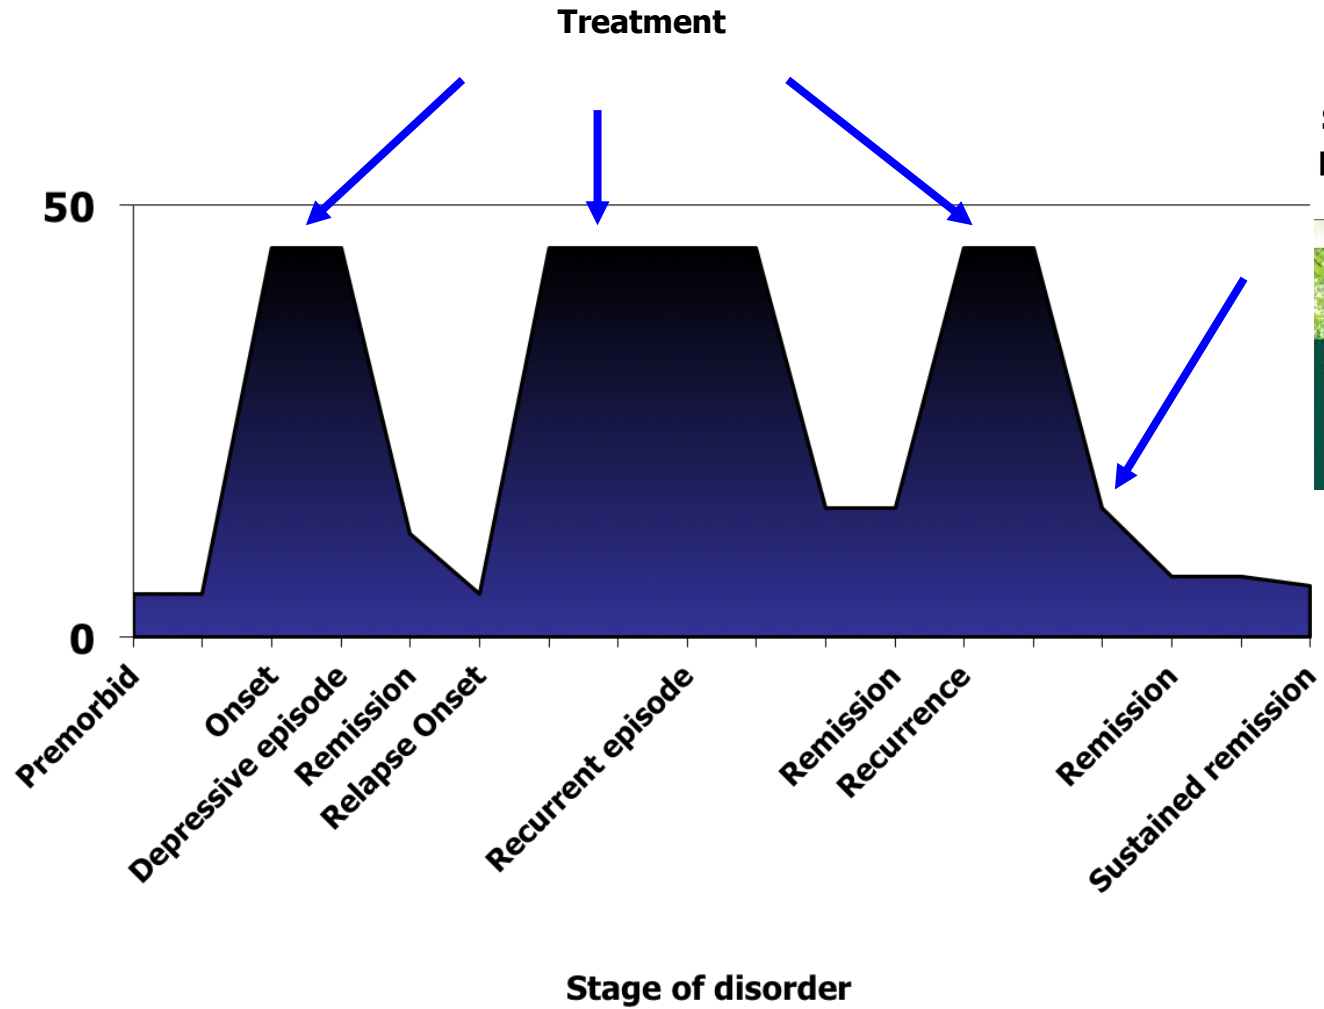 Treatment
50
0
Premorbid
Onset
Depressive episode
Remission
Relapse Onset
Recurrent episode
Remission
Recurrence
Remission
Sustained remission
Stage of disorder